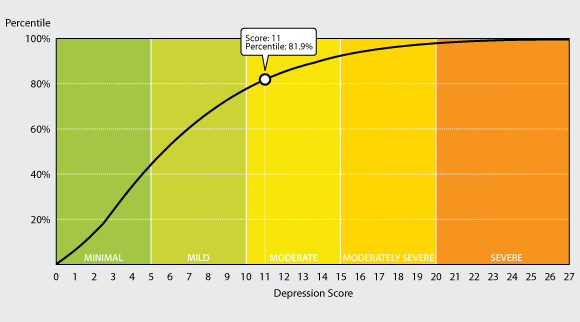 Percentile
Score: 11
Percentile: 81.9%
100%
80%
60%
40%
20%
MINIMAL MILD MODERATE MODERATELY SEVERE SEVERE
0 1 2 3 4 5 6 7 8 9 10 11 12 13 14 15 16 17 18 19 20 21 22 23 24 25 26 27
Depression Score